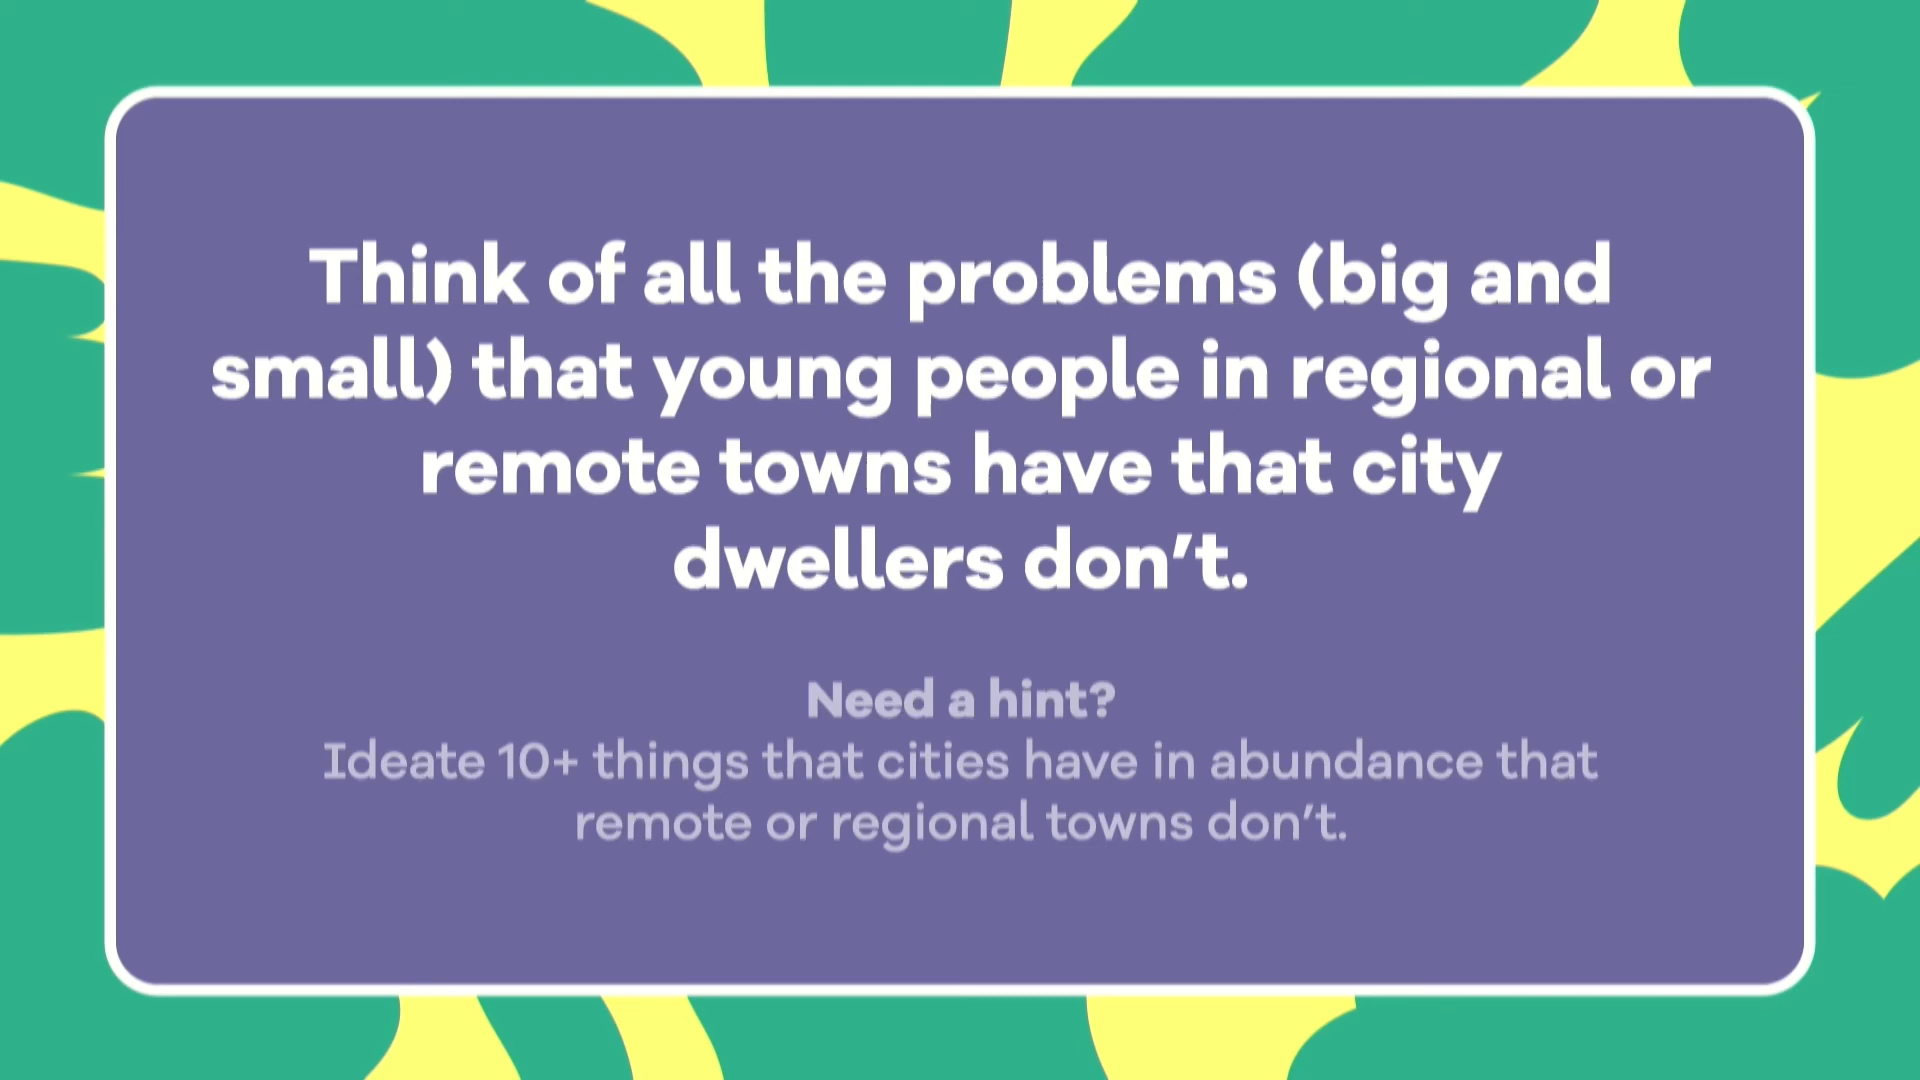 Think of all the problems (big and
small) that young people in regional or
remote towns have that city
dwellers don’t.
Need a hint?
Ideate 10+ things that cities have in abundance that
remote or regional towns don’t.